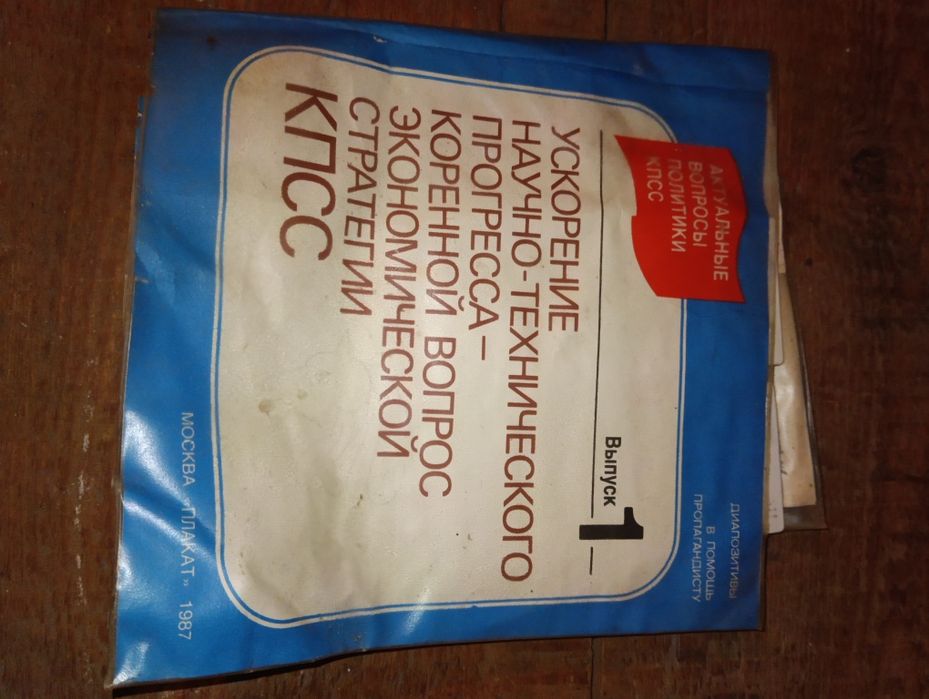 АКТУАЛЬНЫЕ
ВОПРОСЫ
ПОЛИТИКИ
КПСС
ДИАПОЗИТИВЫ
В ПОМОЩЬ
ПРОПАГАНДИСТУ
Выпуск 1
УСКОРЕНИЕ
НАУЧНО-ТЕХНИЧЕСКОГО
ПРОГРЕССА –
КОРЕННОЙ ВОПРОС
ЭКОНОМИЧЕСКОЙ
СТРАТЕГИИ
КПСС
МОСКВА «ПЛАКАТ» 1987